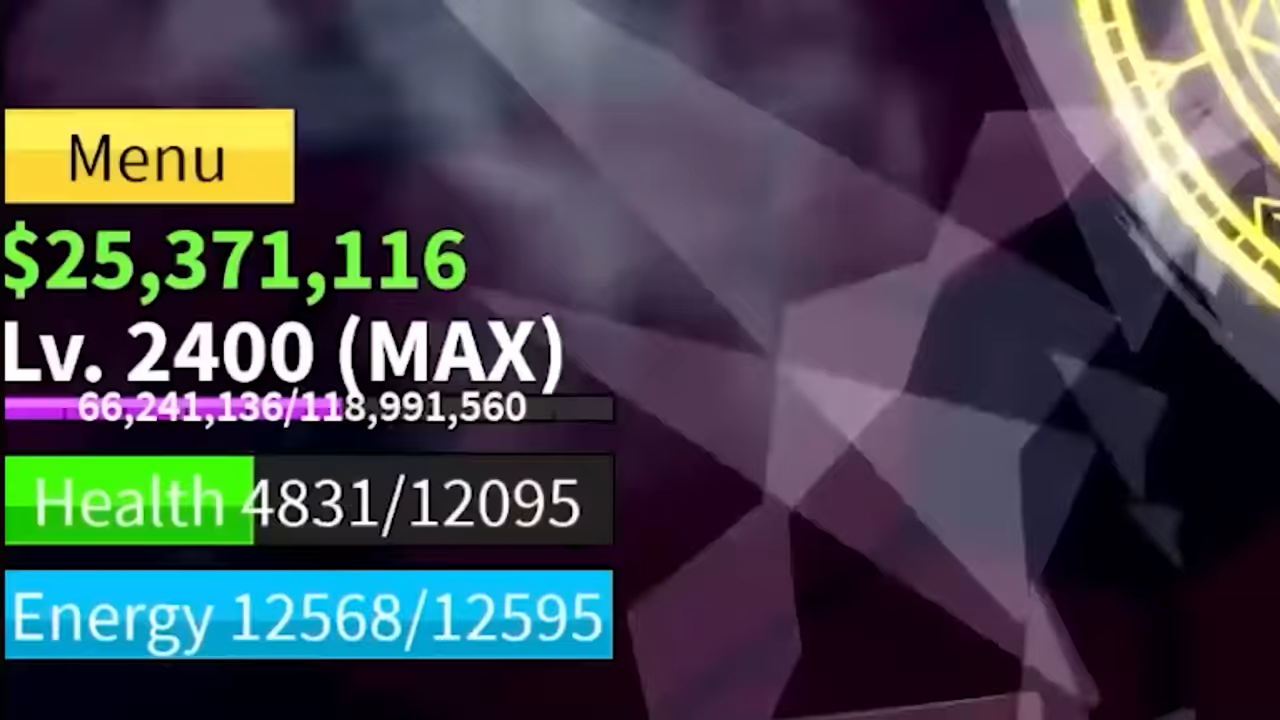 Menu
$25,371,116
Lv. 2400 (MAX)
66,241,136/118,991,560
Health 4831/12095
Energy 12568/12595